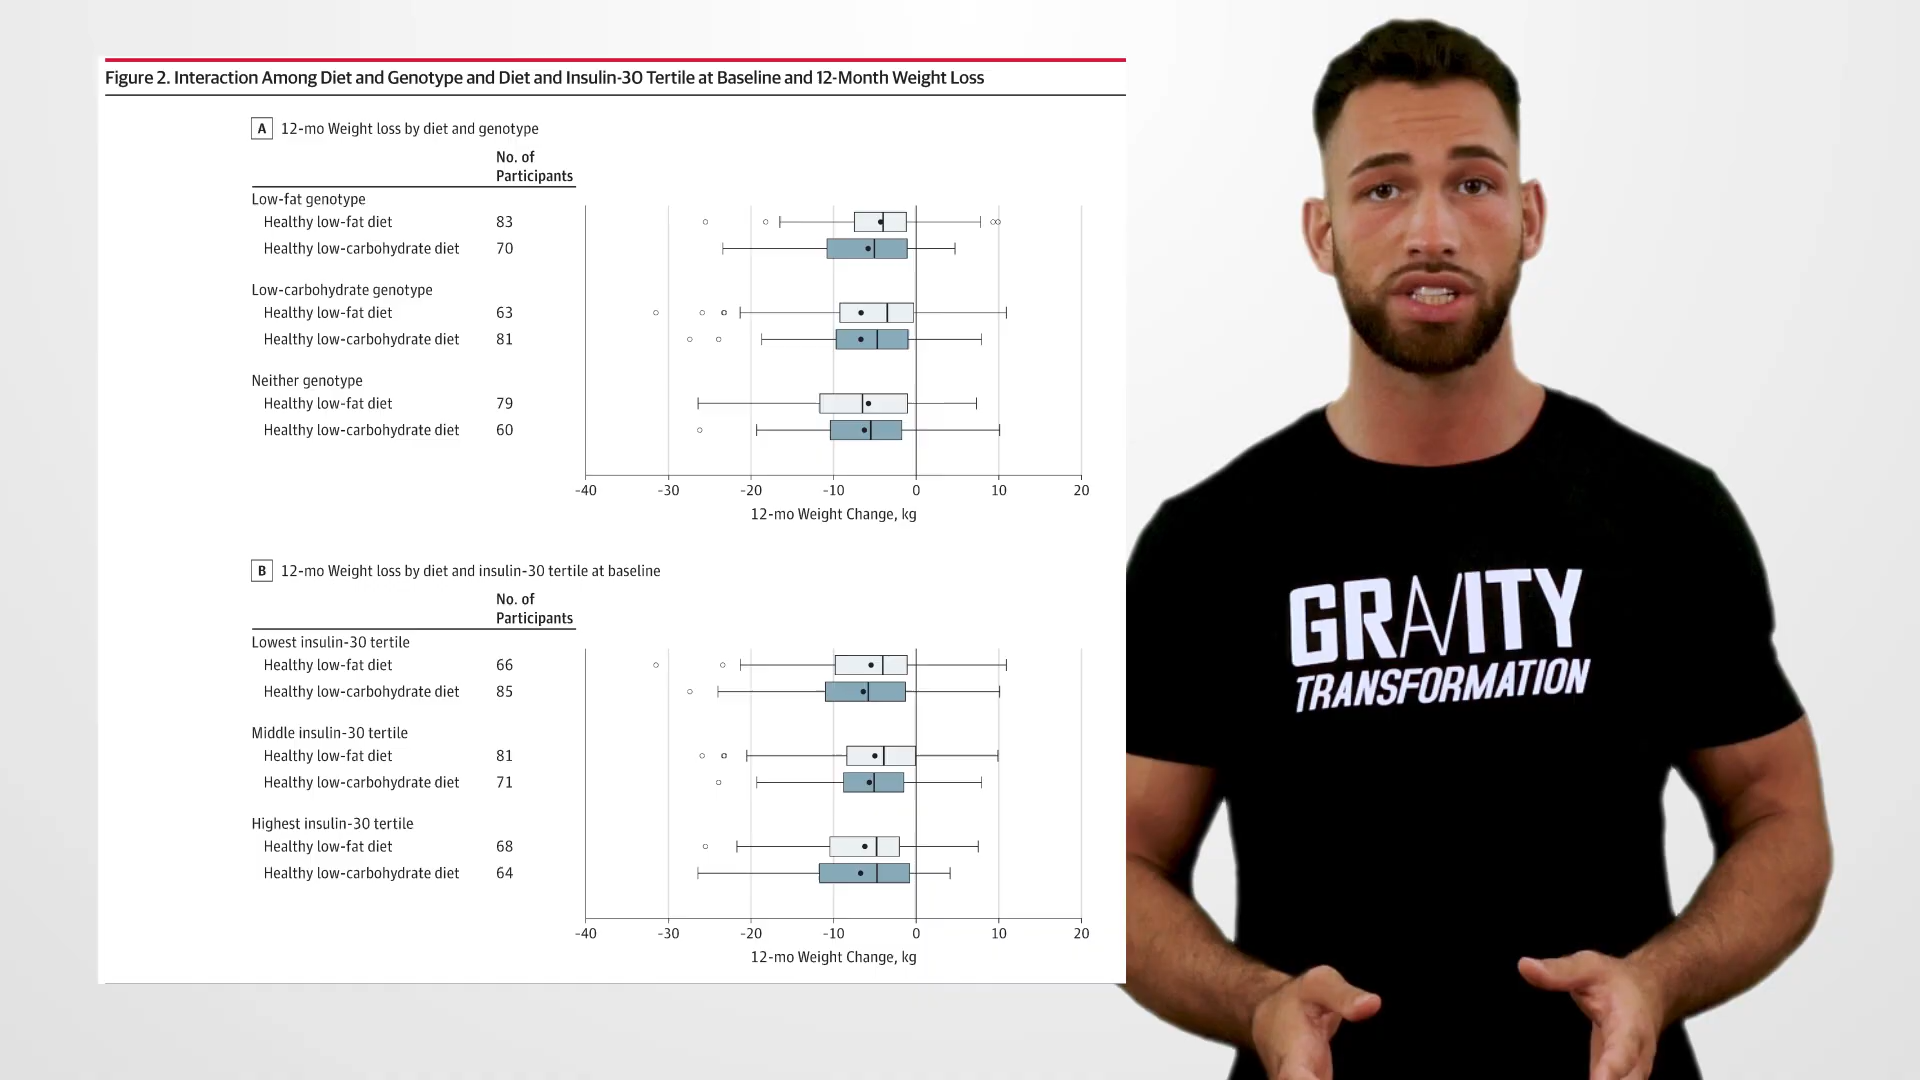 Figure 2. Interaction Among Diet and Genotype and Diet and Insulin-30 Tertile at Baseline and 12-Month Weight Loss
A 12-mo Weight loss by diet and genotype
No. of
Participants
Low-fat genotype
Healthy low-fat diet 83
Healthy low-carbohydrate diet 70
Low-carbohydrate genotype
Healthy low-fat diet 63
Healthy low-carbohydrate diet 81
Neither genotype
Healthy low-fat diet 79
Healthy low-carbohydrate diet 60
-40 -30 -20 -10 0 10 20
12-mo Weight Change, kg
B 12-mo Weight loss by diet and insulin-30 tertile at baseline
No. of
Participants
Lowest insulin-30 tertile
Healthy low-fat diet 66
Healthy low-carbohydrate diet 85
Middle insulin-30 tertile
Healthy low-fat diet 81
Healthy low-carbohydrate diet 71
Highest insulin-30 tertile
Healthy low-fat diet 68
Healthy low-carbohydrate diet 64
-40 -30 -20 -10 0 10 20
12-mo Weight Change, kg
GRAVITY
TRANSFORMATION